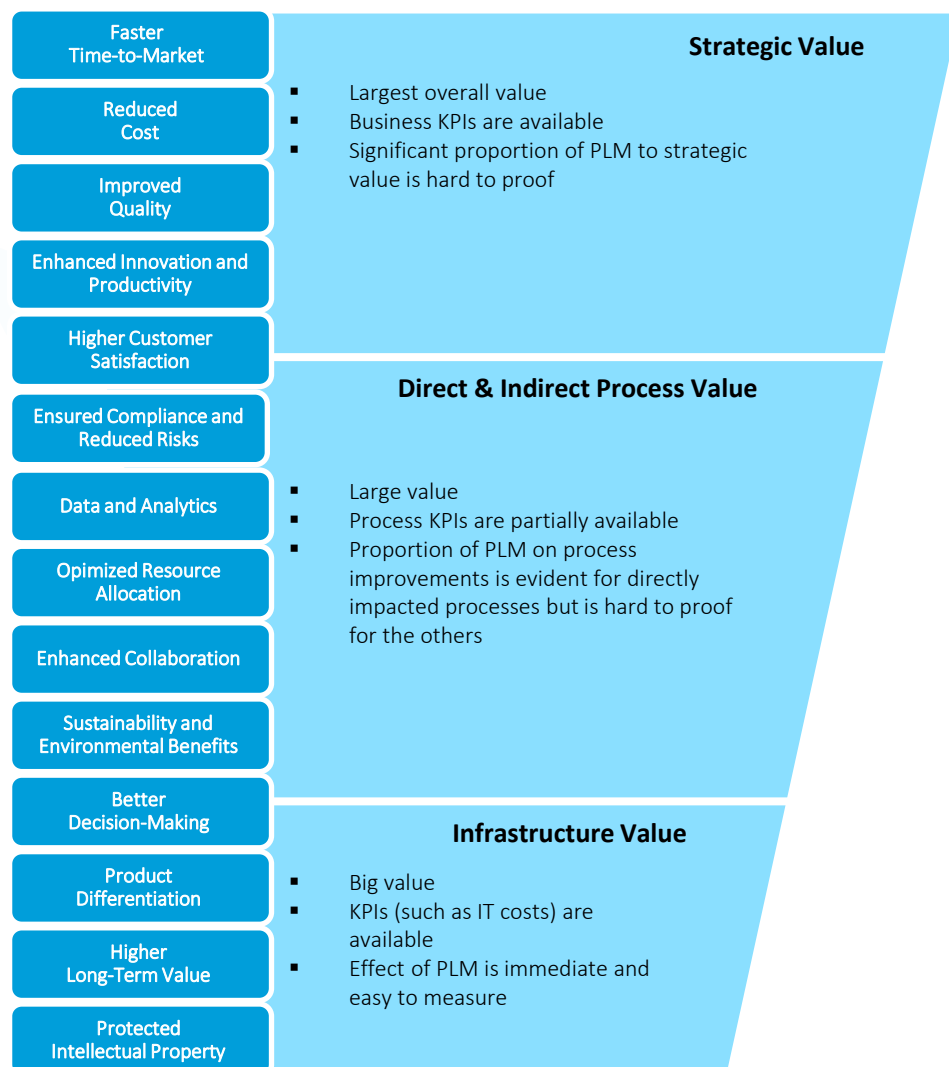 Faster
Time-to-Market
Reduced
Cost
Improved
Quality
Enhanced Innovation and
Productivity
Higher Customer
Satisfaction
Ensured Compliance and
Reduced Risks
Data and Analytics
Opimized Resource
Allocation
Enhanced Collaboration
Sustainability and
Environmental Benefits
Better
Decision-Making
Product
Differentiation
Higher
Long-Term Value
Protected
Intellectual Property
Strategic Value
▪ Largest overall value
▪ Business KPIs are available
▪ Significant proportion of PLM to strategic
value is hard to proof
Direct & Indirect Process Value
▪ Large value
▪ Process KPIs are partially available
▪ Proportion of PLM on process
improvements is evident for directly
impacted processes but is hard to proof
for the others
Infrastructure Value
▪ Big value
▪ KPIs (such as IT costs) are
available
▪ Effect of PLM is immediate and
easy to measure